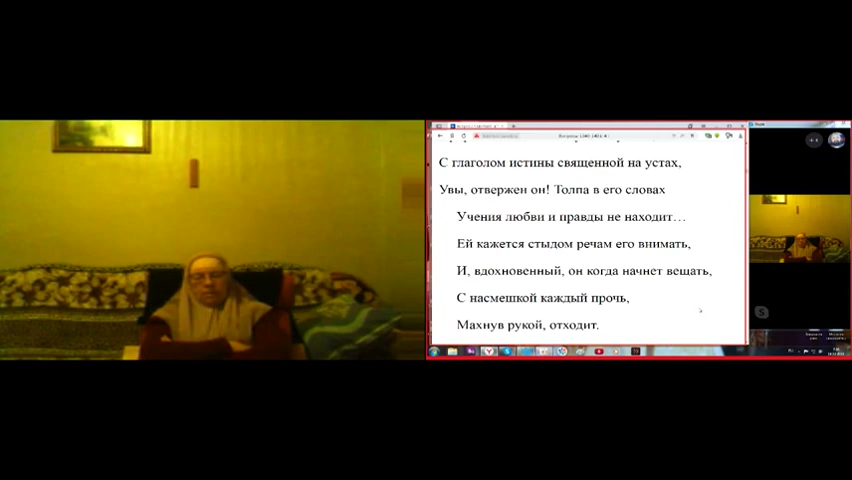 С глаголом истины священной на устах,
Увы, отвержен он! Толпа в его словах
Учения любви и правды не находит…
Ей кажется стыдом речам его внимать,
И, вдохновенный, он когда начнет вещать,
С насмешкой каждый прочь,
Махнув рукой, отходит.